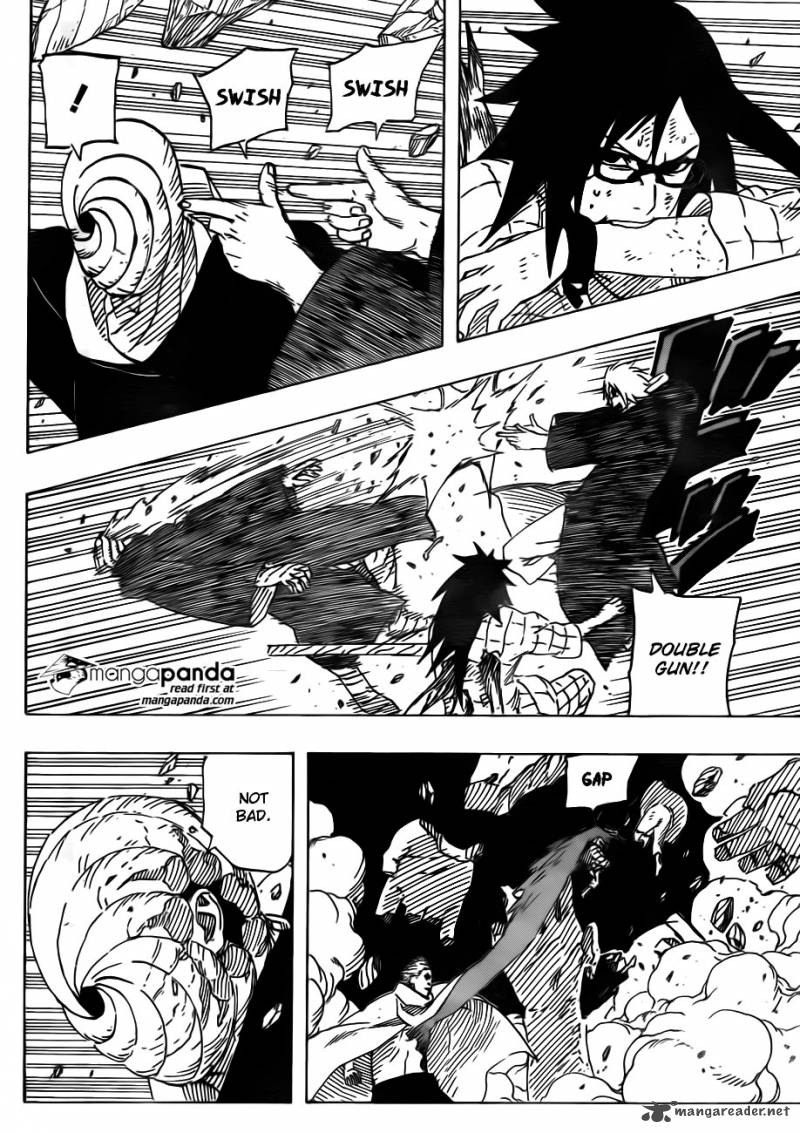 !
SWISH
SWISH
DOUBLE
GUN!!
mangapanda
read first at
mangapanda.com
NOT
BAD.
GAP
mangareader.net